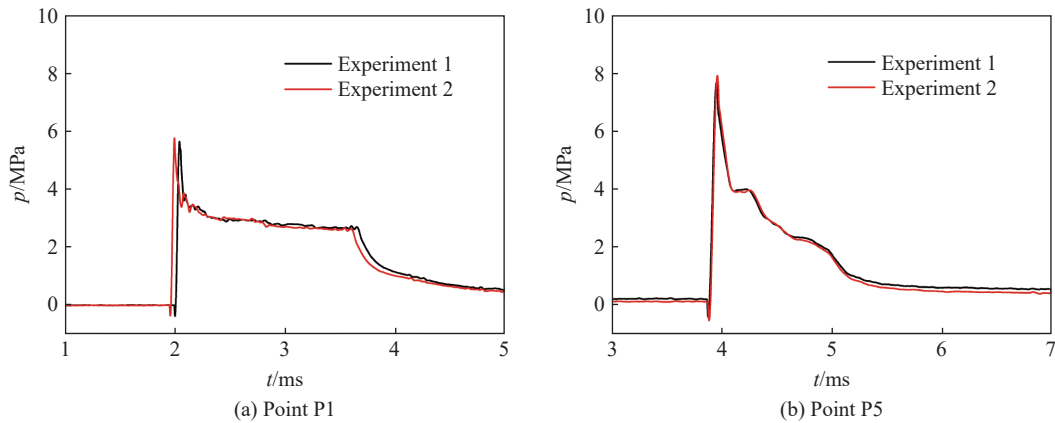 10
8
6
4
2
0
p/MPa
Experiment 1
Experiment 2
1 2 3 4 5
t/ms
(a) Point P1
10
8
6
4
2
0
p/MPa
Experiment 1
Experiment 2
3 4 5 6 7
t/ms
(b) Point P5